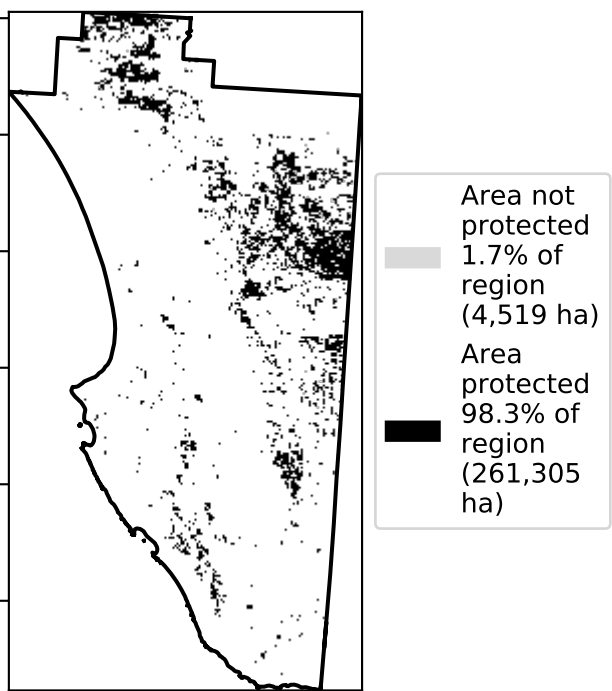 Area not
protected
1.7% of
region
(4,519 ha)
Area
protected
98.3% of
region
(261,305
ha)